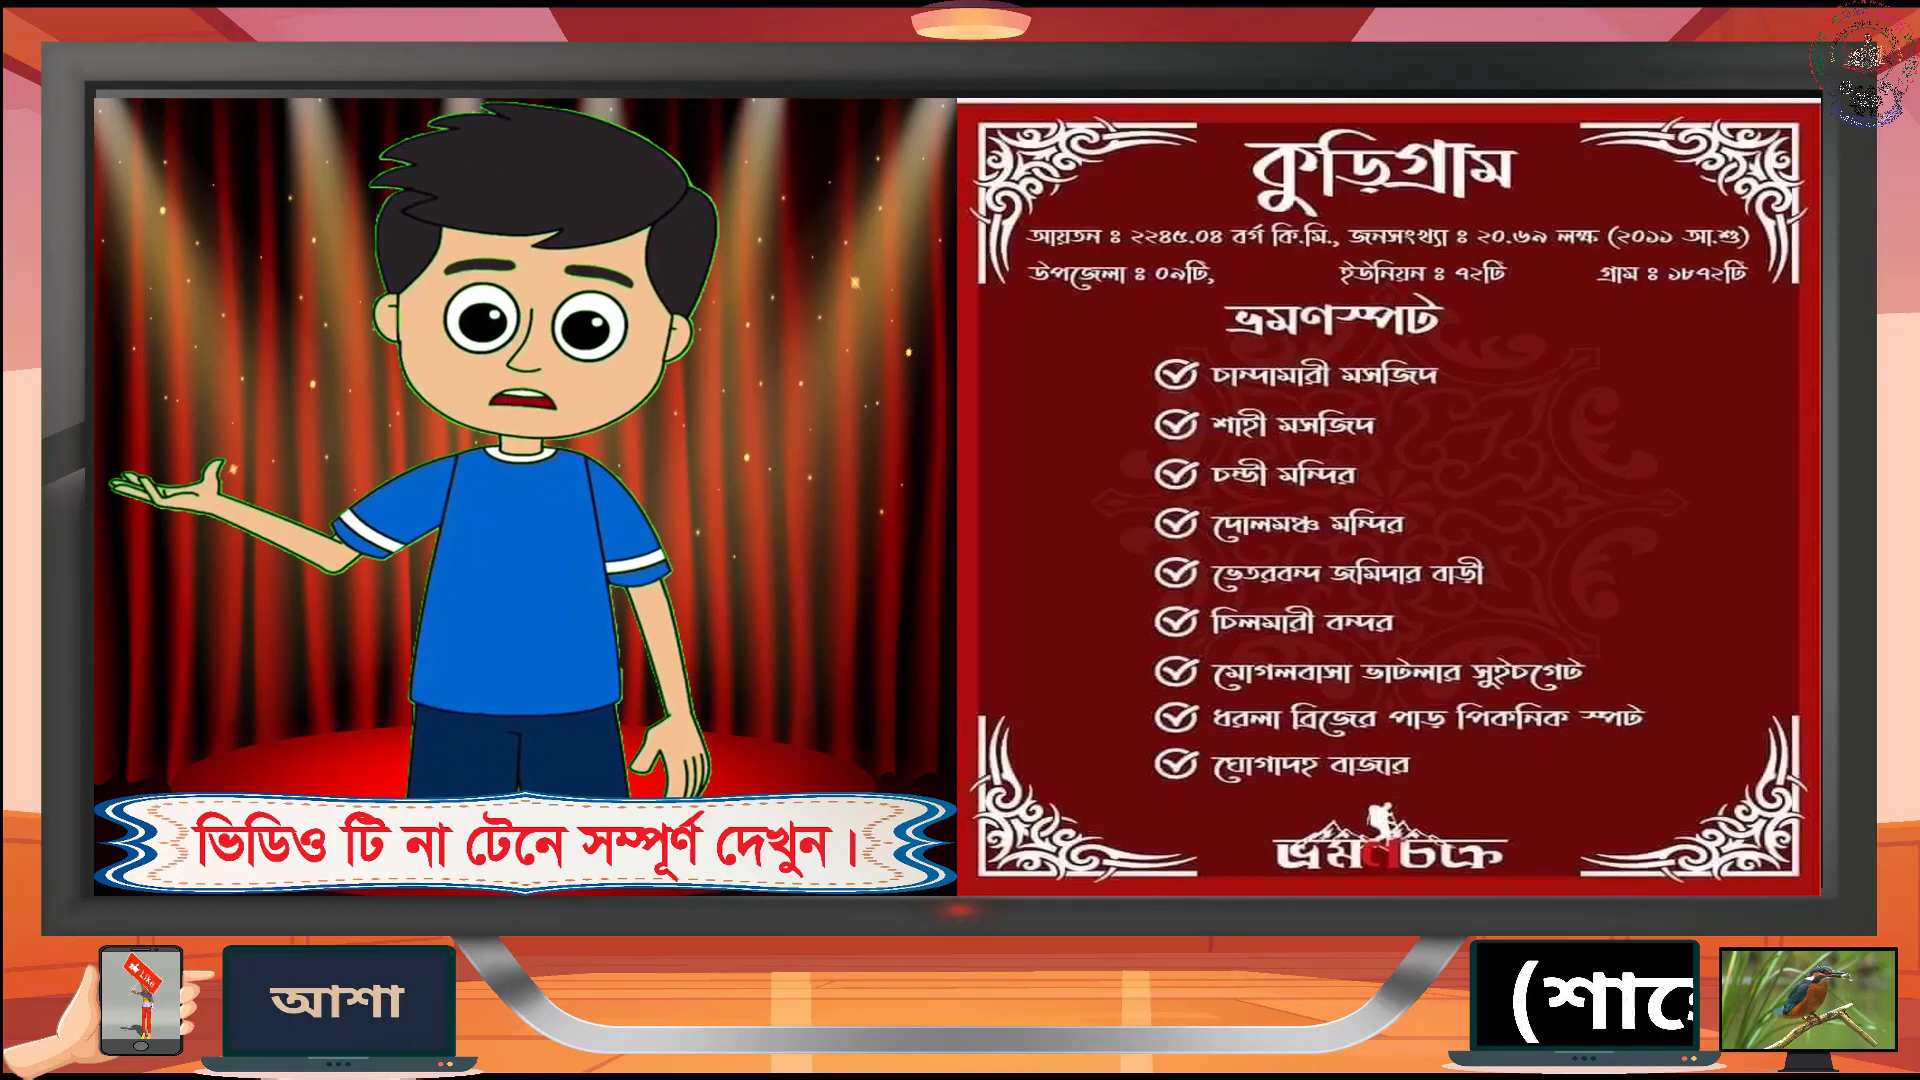 কুড়িগ্রাম
আয়তন ঃ ২২৪৫.০৪ বর্গ কি.মি., জনসংখ্যা ঃ ২০.৬৯ লক্ষ (২০১১ আ.শু)
উপজেলা ঃ ০৯টি, ইউনিয়ন ঃ ৭২টি গ্রাম ঃ ১৮৭২টি
ভ্রমণস্পট
চান্দামারী মসজিদ
শাহী মসজিদ
চন্ডী মন্দির
দোলমঞ্চ মন্দির
ভেতরবন্দ জমিদার বাড়ী
চিলমারী বন্দর
মোগলবাসা ভাটলার সুইচগেট
ধরলা ব্রিজের পাড় পিকনিক স্পট
ঘোগাদহ বাজার
ভ্রমণচক্র
ভিডিও টি না টেনে সম্পূর্ণ দেখুন।
Like
আশা